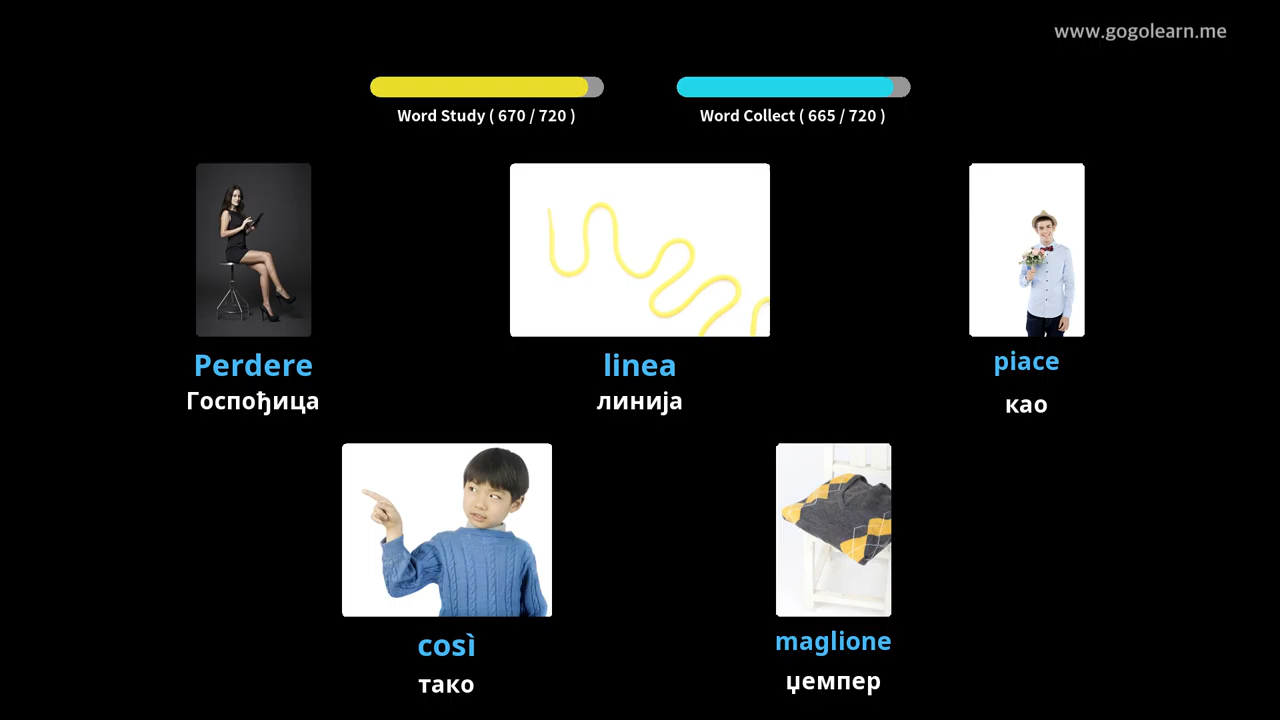 www.gogolearn.me
Word Study ( 670 / 720 )
Word Collect ( 665 / 720 )
Perdere
Госпођица
linea
линија
piace
као
così
тако
maglione
џемпер